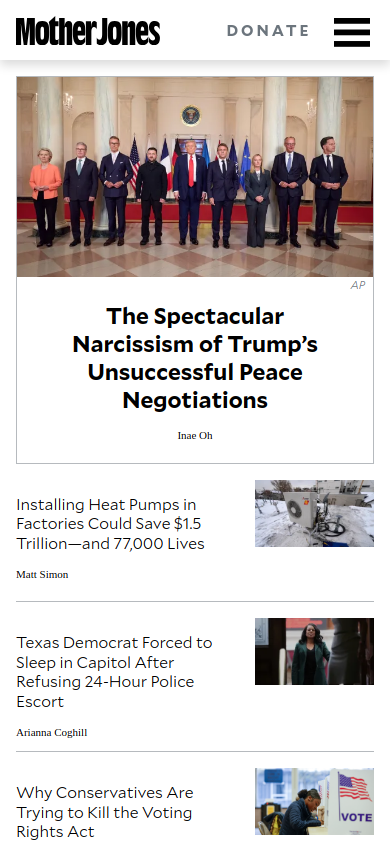 Mother Jones
DONATE
AP
The Spectacular
Narcissism of Trump’s
Unsuccessful Peace
Negotiations
Inae Oh
Installing Heat Pumps in
Factories Could Save $1.5
Trillion—and 77,000 Lives
Matt Simon
Texas Democrat Forced to
Sleep in Capitol After
Refusing 24-Hour Police
Escort
Arianna Coghill
Why Conservatives Are
Trying to Kill the Voting
Rights Act
VOTE